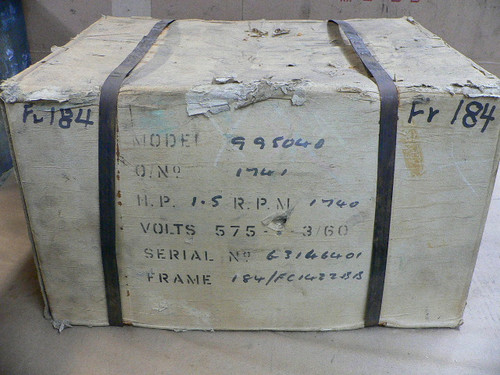 Fr 184
Fr 184
MODEL 995040
O/Nº 1741
H.P. 1.5 R.P.M. 1740
VOLTS 575 - 3/60
SERIAL Nº 63146401
FRAME 184/FC1422BB